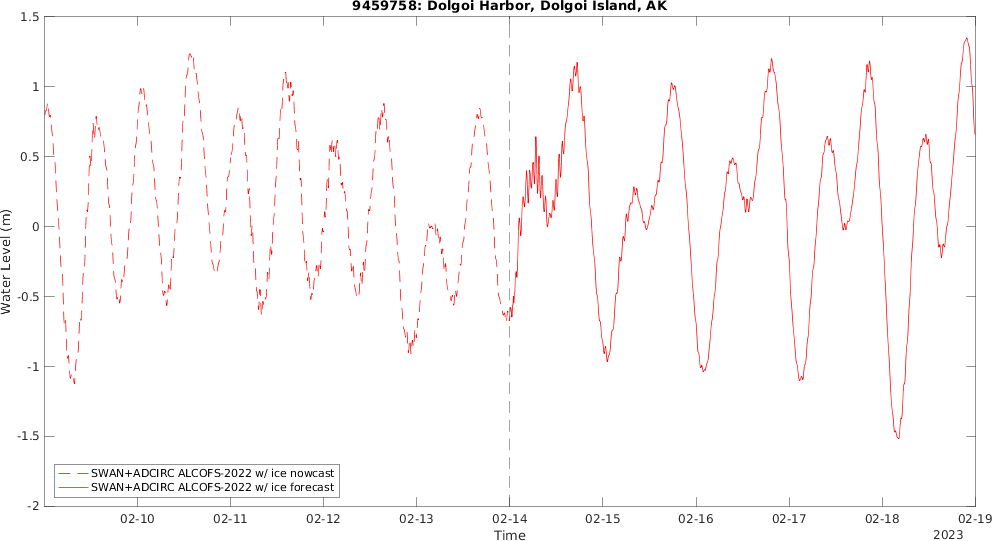 9459758: Dolgoi Harbor, Dolgoi Island, AK
1.5
1
0.5
0
-0.5
-1
-1.5
-2
Water Level (m)
SWAN+ADCIRC ALCOFS-2022 w/ ice nowcast
SWAN+ADCIRC ALCOFS-2022 w/ ice forecast
02-10 02-11 02-12 02-13 02-14 02-15 02-16 02-17 02-18 02-19
Time
2023